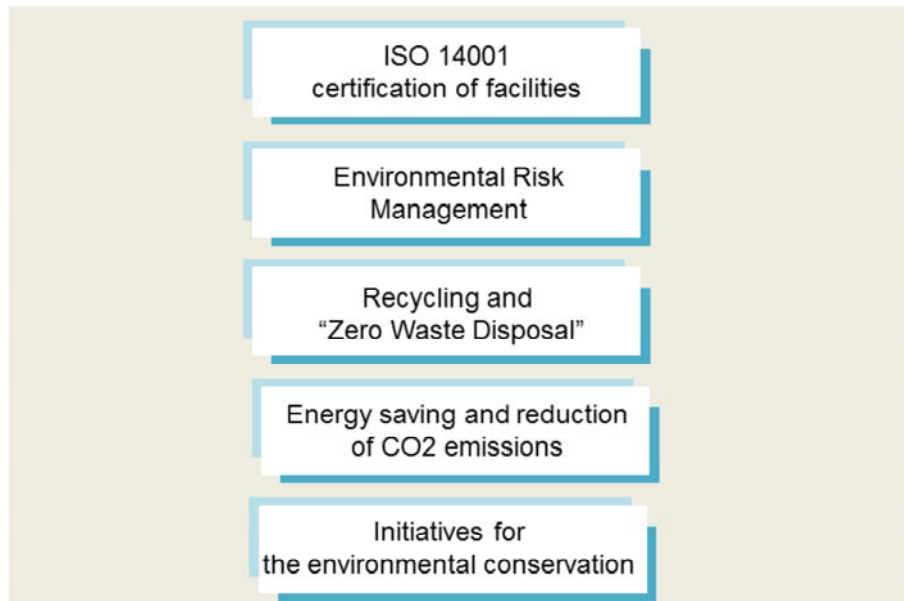 ISO 14001
certification of facilities
Environmental Risk
Management
Recycling and
“Zero Waste Disposal”
Energy saving and reduction
of CO2 emissions
Initiatives for
the environmental conservation